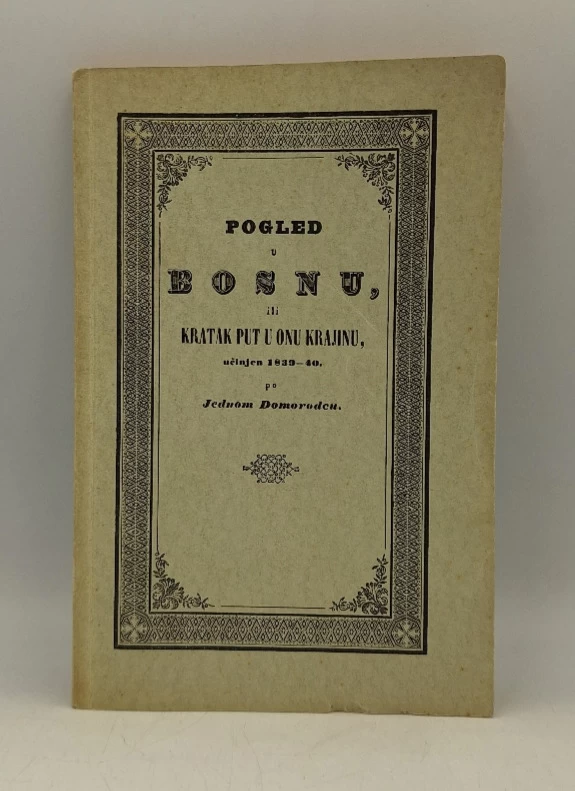 POGLED
u
BOSNU,
ili
KRATAK PUT U ONU KRAJINU,
učinjen 1839—40.
po
Jednom Domorodcu.